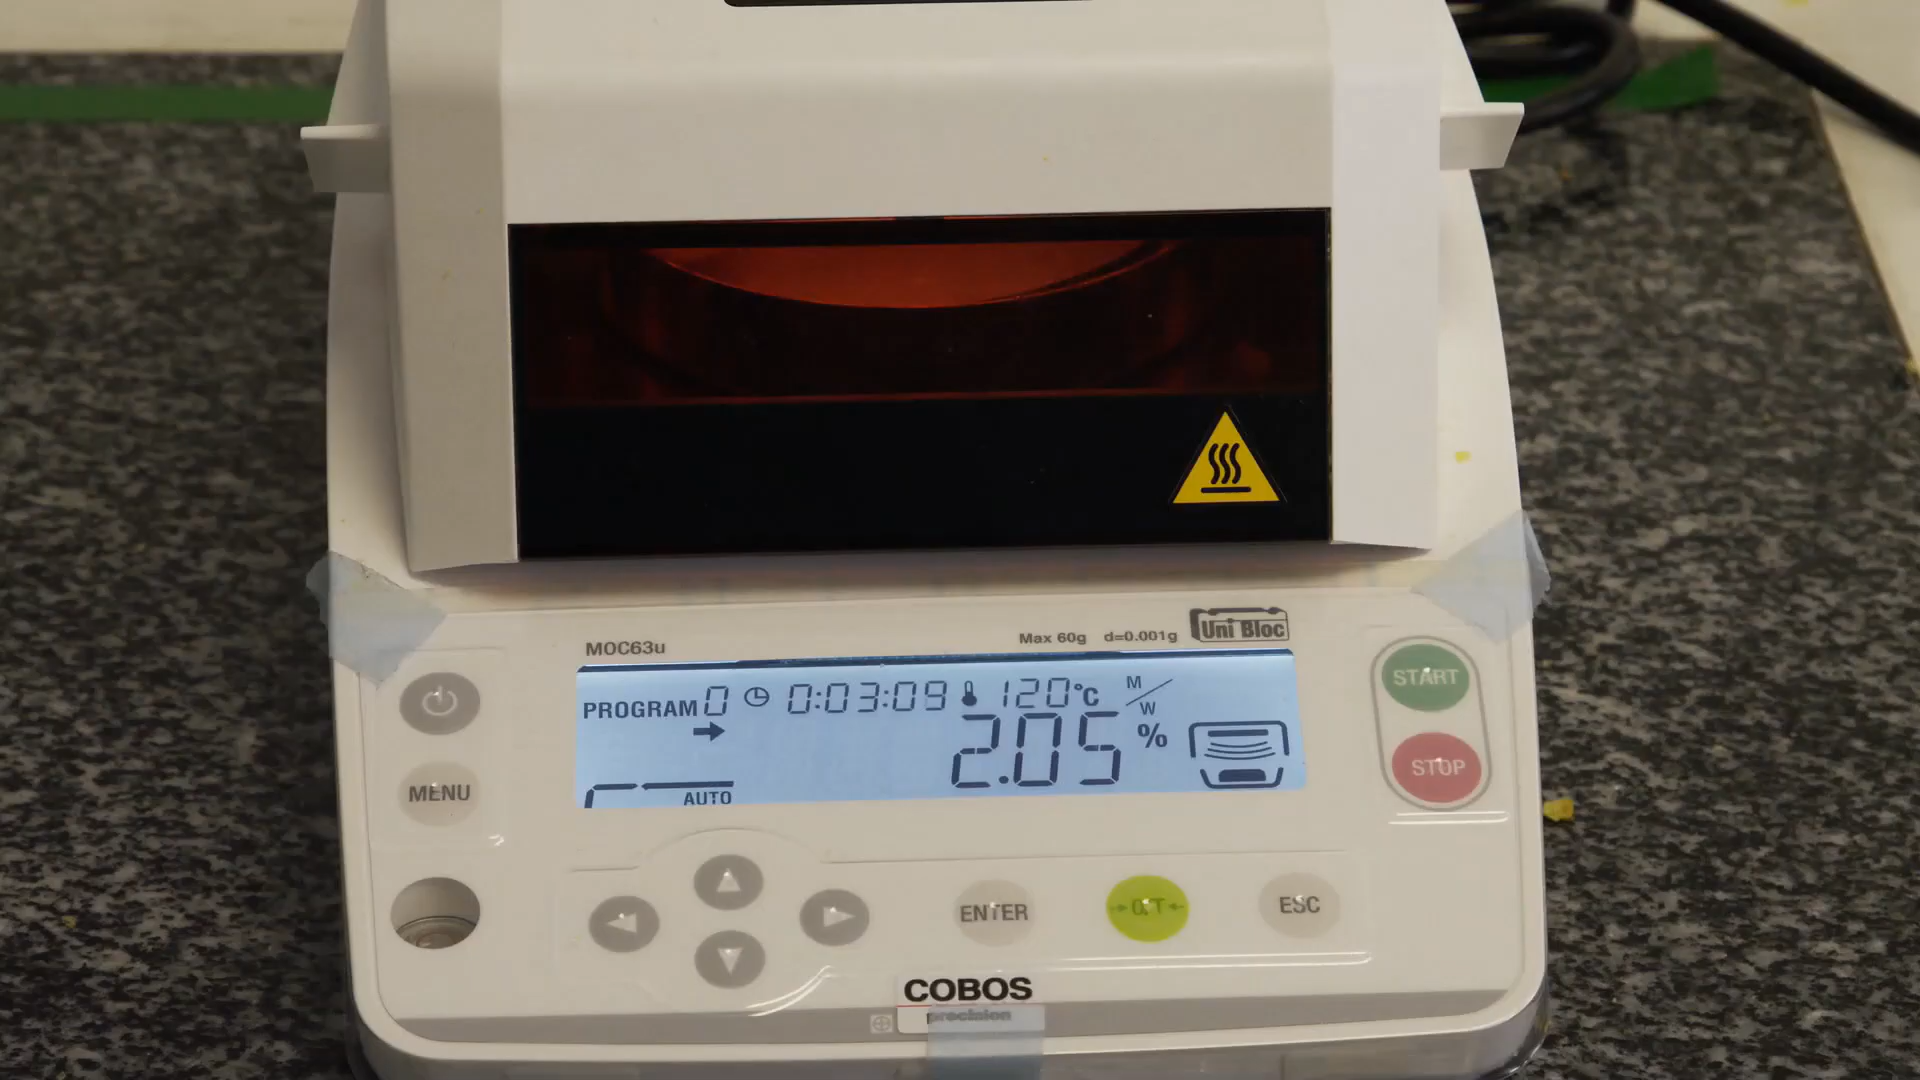 MOC63u
Max 60g d=0.001g Uni Bloc
PROGRAM 0 0:03:09 120°C M/W
2.05 %
AUTO
START
STOP
MENU
ENTER
→O/T←
ESC
COBOS
precision